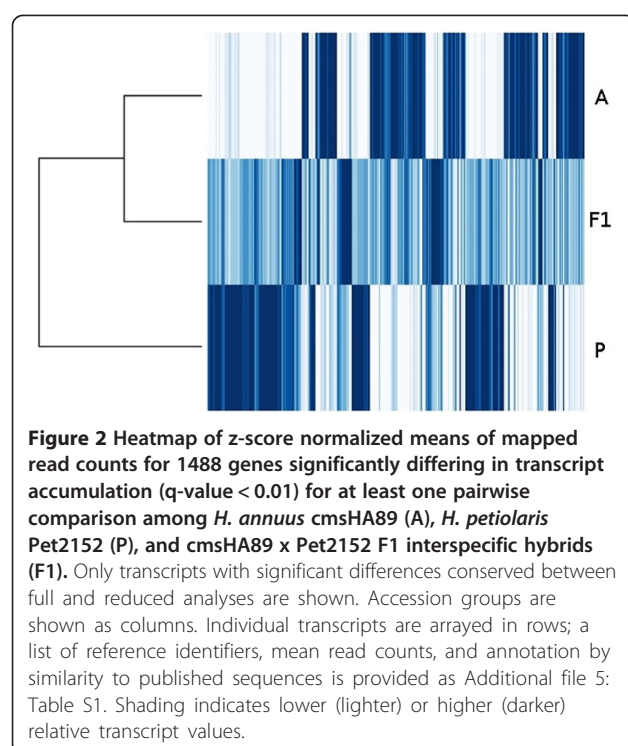 A
F1
P
Figure 2 Heatmap of z-score normalized means of mapped
read counts for 1488 genes significantly differing in transcript
accumulation (q-value < 0.01) for at least one pairwise
comparison among H. annuus cmsHA89 (A), H. petiolaris
Pet2152 (P), and cmsHA89 x Pet2152 F1 interspecific hybrids
(F1). Only transcripts with significant differences conserved between
full and reduced analyses are shown. Accession groups are
shown as columns. Individual transcripts are arrayed in rows; a
list of reference identifiers, mean read counts, and annotation by
similarity to published sequences is provided as Additional file 5:
Table S1. Shading indicates lower (lighter) or higher (darker)
relative transcript values.